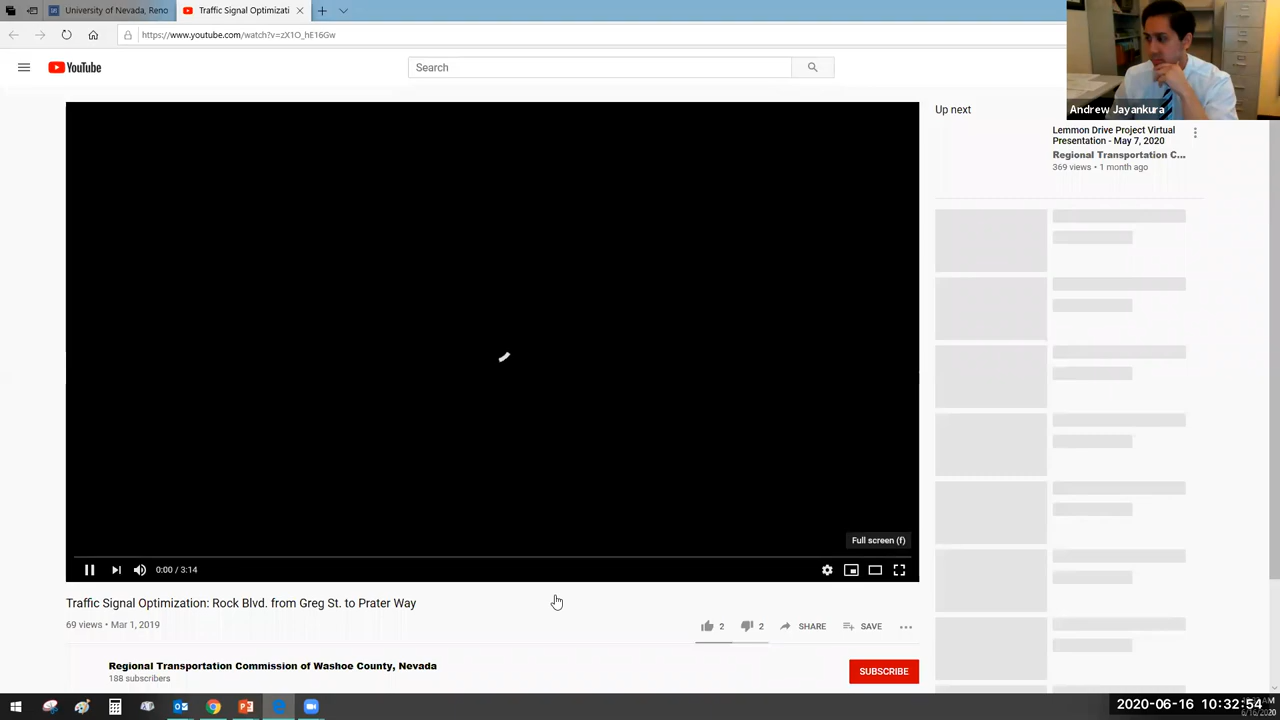 University of Nevada, Reno
Traffic Signal Optimizati
https://www.youtube.com/watch?v=zX1O_hE16Gw
YouTube
Search
Andrew Jayankura
Up next
Lemmon Drive Project Virtual
Presentation - May 7, 2020
Regional Transportation C...
369 views • 1 month ago
Full screen (f)
0:00 / 3:14
Traffic Signal Optimization: Rock Blvd. from Greg St. to Prater Way
69 views • Mar 1, 2019
2
2
SHARE
SAVE
Regional Transportation Commission of Washoe County, Nevada
188 subscribers
SUBSCRIBE
2020-06-16 10:32:54
6/16/2020